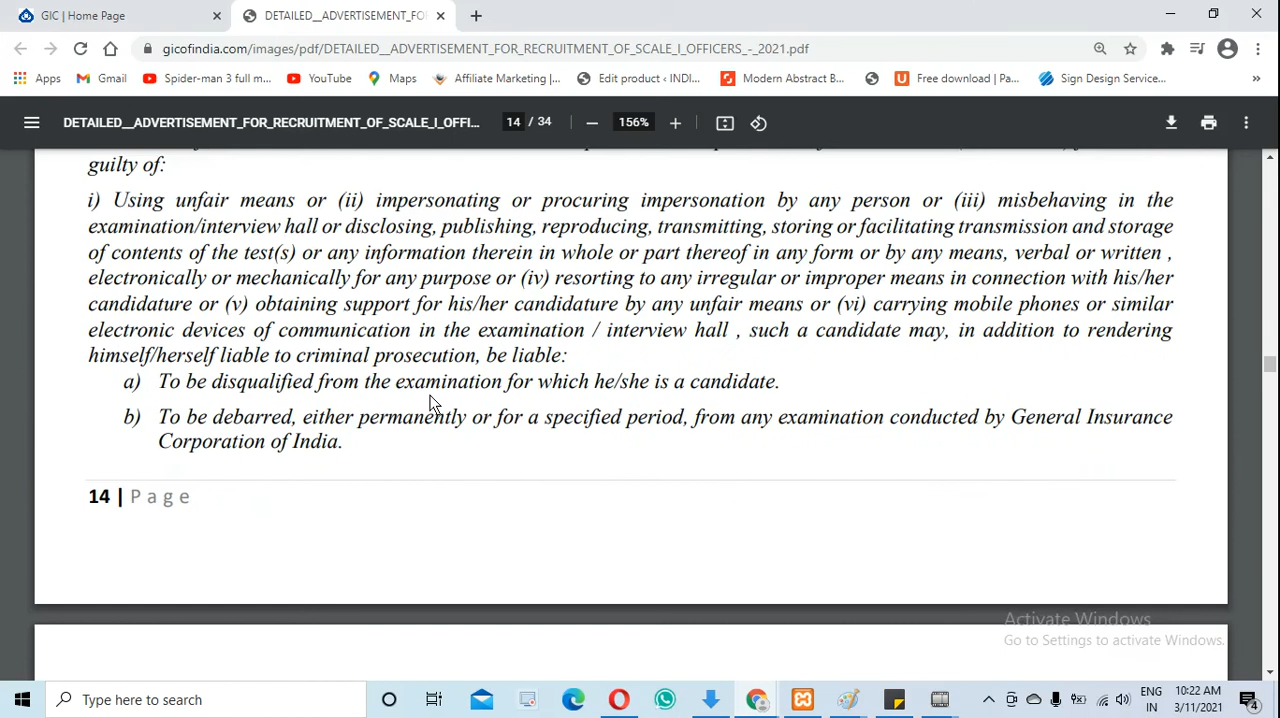 GIC | Home Page
DETAILED__ADVERTISEMENT_FO
gicofindia.com/images/pdf/DETAILED__ADVERTISEMENT_FOR_RECRUITMENT_OF_SCALE_I_OFFICERS_-_2021.pdf
Apps Gmail Spider-man 3 full m... YouTube Maps Affiliate Marketing |... Edit product ‹ INDI... Modern Abstract B... Free download | Pa... Sign Design Service... »
DETAILED__ADVERTISEMENT_FOR_RECRUITMENT_OF_SCALE_I_OFFI... 14 / 34 — 156% +
guilty of:
i) Using unfair means or (ii) impersonating or procuring impersonation by any person or (iii) misbehaving in the
examination/interview hall or disclosing, publishing, reproducing, transmitting, storing or facilitating transmission and storage
of contents of the test(s) or any information therein in whole or part thereof in any form or by any means, verbal or written ,
electronically or mechanically for any purpose or (iv) resorting to any irregular or improper means in connection with his/her
candidature or (v) obtaining support for his/her candidature by any unfair means or (vi) carrying mobile phones or similar
electronic devices of communication in the examination / interview hall , such a candidate may, in addition to rendering
himself/herself liable to criminal prosecution, be liable:
a) To be disqualified from the examination for which he/she is a candidate.
b) To be debarred, either permanently or for a specified period, from any examination conducted by General Insurance
Corporation of India.
14 | Page
Activate Windows
Go to Settings to activate Windows.
Type here to search
ENG
IN
10:22 AM
3/11/2021
4